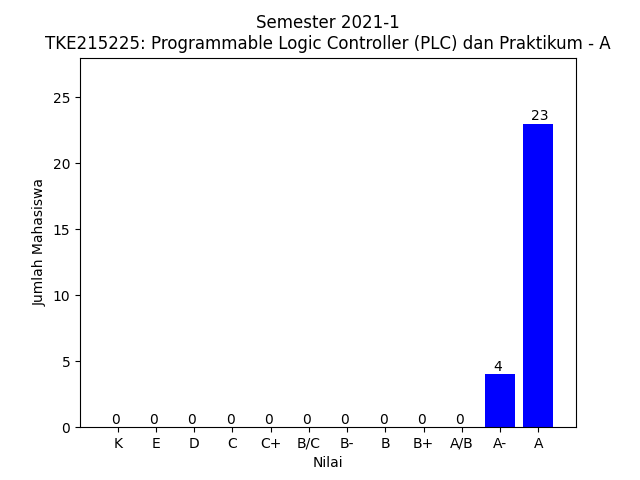 Semester 2021-1
TKE215225: Programmable Logic Controller (PLC) dan Praktikum - A
25
20
15
10
5
0
Jumlah Mahasiswa
0 0 0 0 0 0 0 0 0 0 4 23
K E D C C+ B/C B- B B+ A/B A- A
Nilai